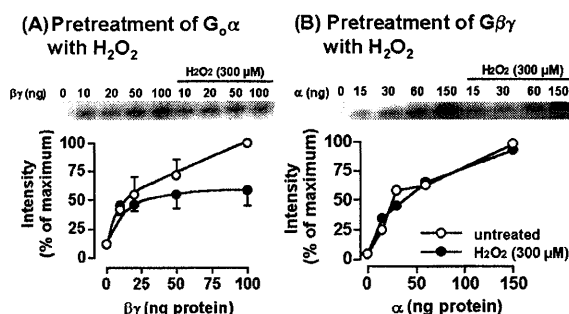 (A) Pretreatment of Goα
with H2O2
H2O2 (300 µM)
βγ (ng) 0 10 20 50 100 10 20 50 100
100
75
50
25
0
Intensity
(% of maximum)
0 25 50 75 100
βγ (ng protein)
(B) Pretreatment of Gβγ
with H2O2
H2O2 (300 µM)
α (ng) 0 15 30 60 150 15 30 60 150
100
75
50
25
0
Intensity
(% of maximum)
untreated
H2O2 (300 µM)
0 50 100 150
α (ng protein)